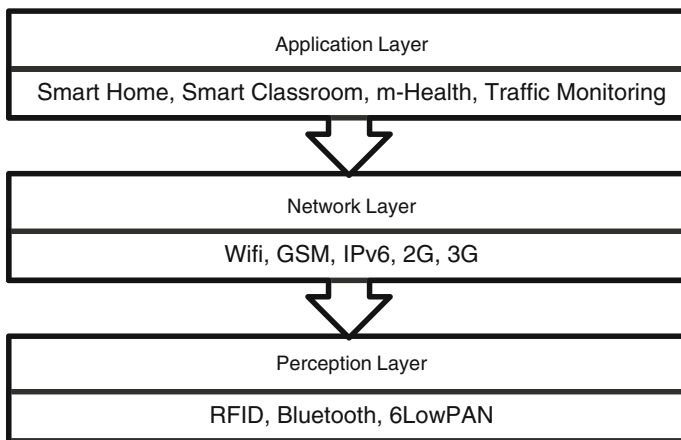 Application Layer
Smart Home, Smart Classroom, m-Health, Traffic Monitoring
Network Layer
Wifi, GSM, IPv6, 2G, 3G
Perception Layer
RFID, Bluetooth, 6LowPAN